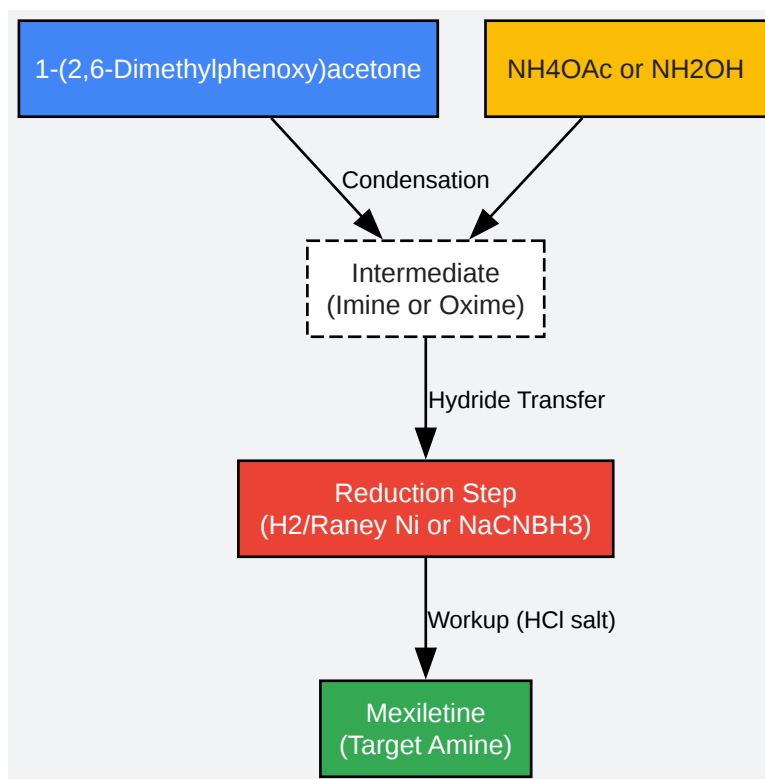 1-(2,6-Dimethylphenoxy)acetone
NH4OAc or NH2OH
Condensation
Intermediate
(Imine or Oxime)
Hydride Transfer
Reduction Step
(H2/Raney Ni or NaCNBH3)
Workup (HCl salt)
Mexiletine
(Target Amine)